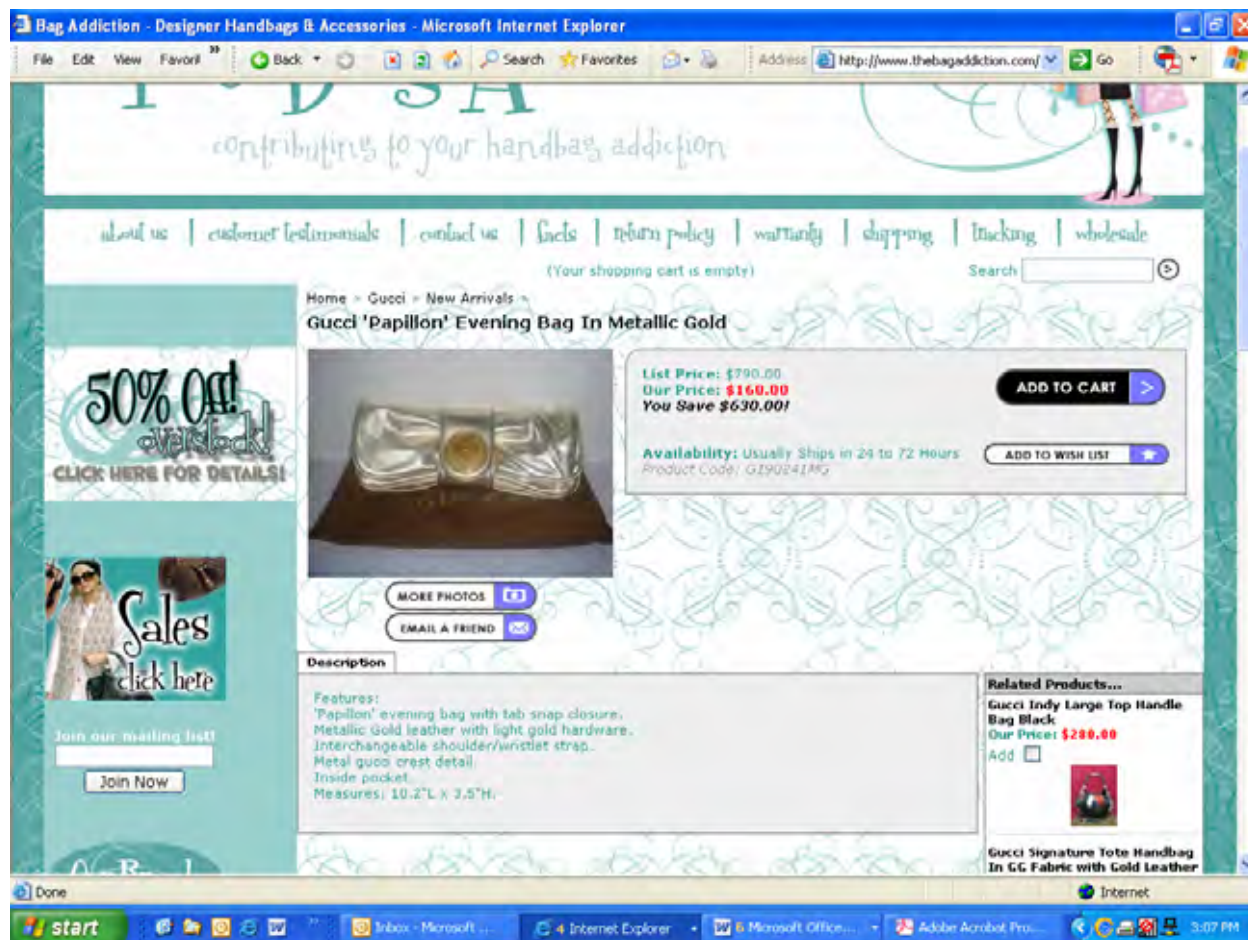 Bag Addiction - Designer Handbags & Accessories - Microsoft Internet Explorer
File Edit View Favorit » Back Search Favorites Address http://www.thebagaddiction.com/ Go
contributing to your handbag addiction
about us | customer testimonials | contact us | facts | return policy | warranty | shipping | tracking | wholesale
(Your shopping cart is empty) Search
Home > Gucci > New Arrivals >
Gucci 'Papillon' Evening Bag In Metallic Gold
50% Off!
overstock!
CLICK HERE FOR DETAILS!
List Price: $790.00
Our Price: $160.00
You Save $630.00!
ADD TO CART
Availability: Usually Ships in 24 to 72 Hours
Product Code: G190241MG
ADD TO WISH LIST
MORE PHOTOS
EMAIL A FRIEND
Sales
click here
Join our mailing list!
Join Now
Description
Features:
'Papillon' evening bag with tab snap closure.
Metallic Gold leather with light gold hardware.
Interchangeable shoulder/wristlet strap.
Metal gucci crest detail.
Inside pocket.
Measures: 10.2"L x 3.5"H.
Related Products...
Gucci Indy Large Top Handle
Bag Black
Our Price: $280.00
Add
Gucci Signature Tote Handbag
In GG Fabric with Gold Leather
Done Internet
start Inbox - Microsoft ... 4 Internet Explorer 6 Microsoft Office... Adobe Acrobat Pro... 3:07 PM